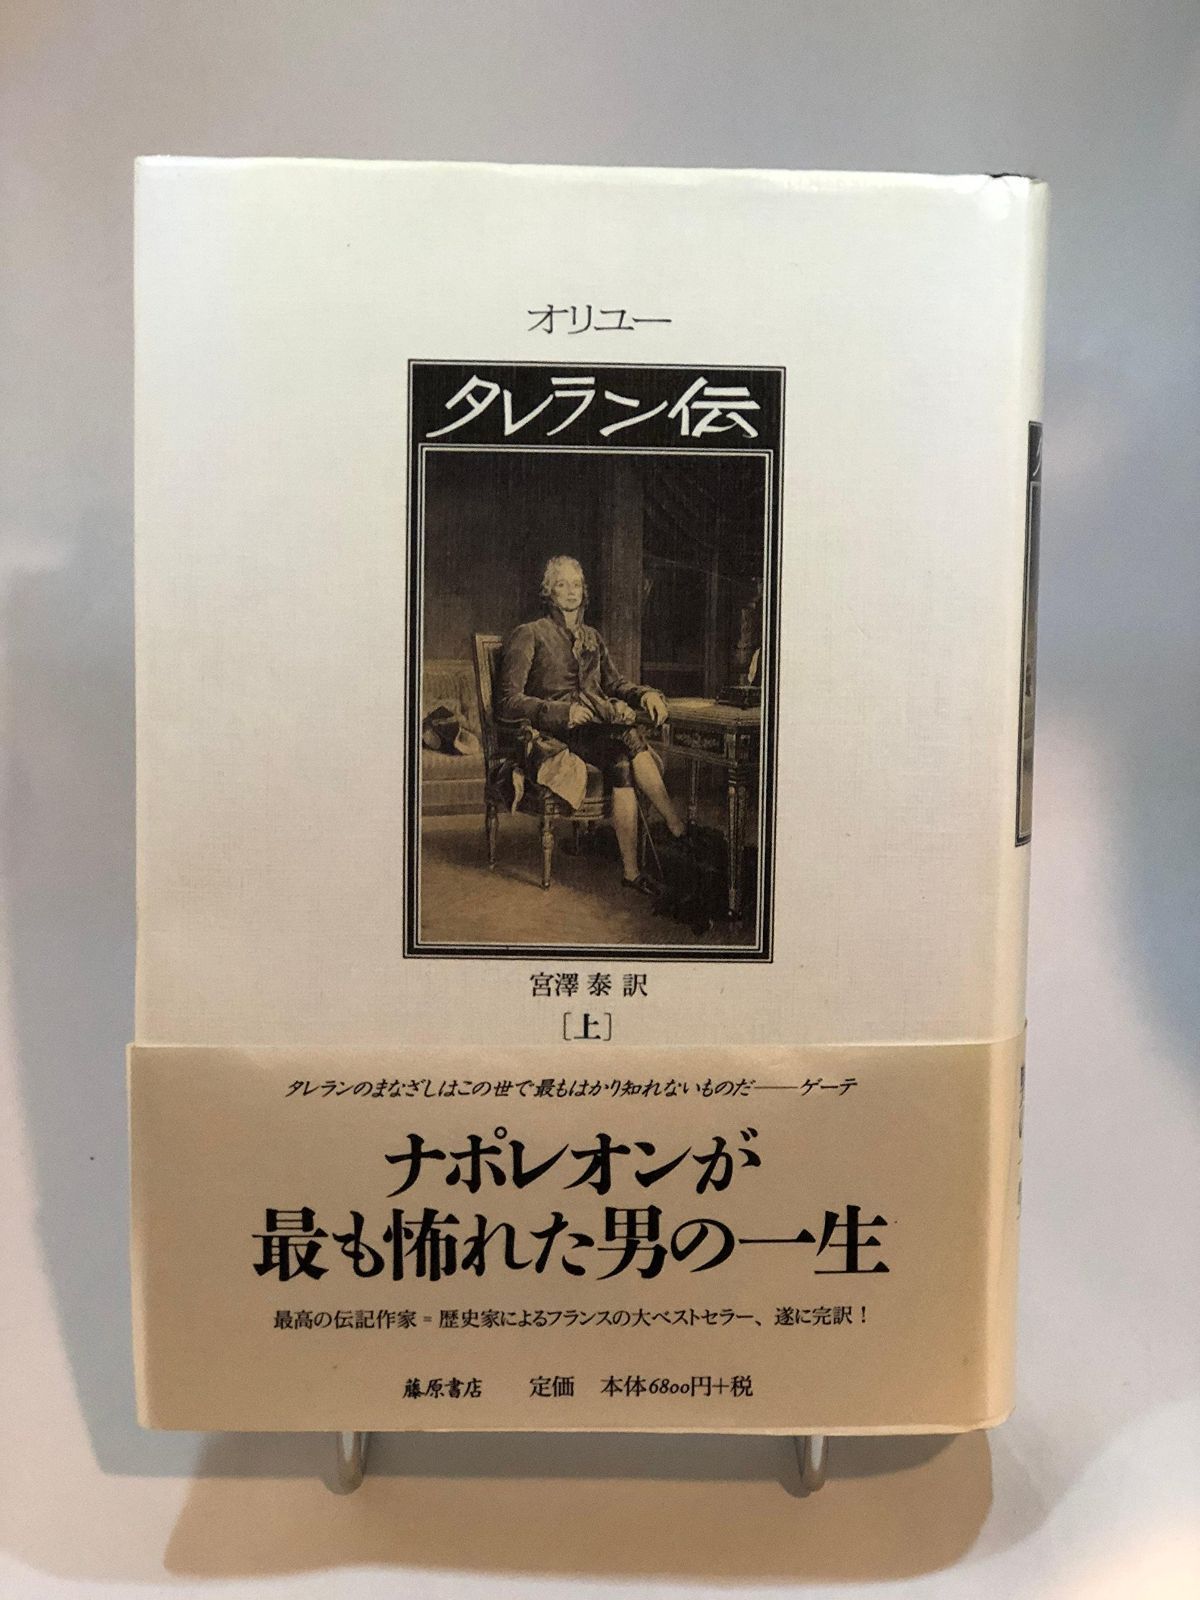 オリユー
タレラン伝
宮澤 泰 訳
［上］
タレランのまなざしはこの世で最もはかり知れないものだ――ゲーテ
ナポレオンが
最も怖れた男の一生
最高の伝記作家＝歴史家によるフランスの大ベストセラー、遂に完訳！
藤原書店　定価　本体6800円+税